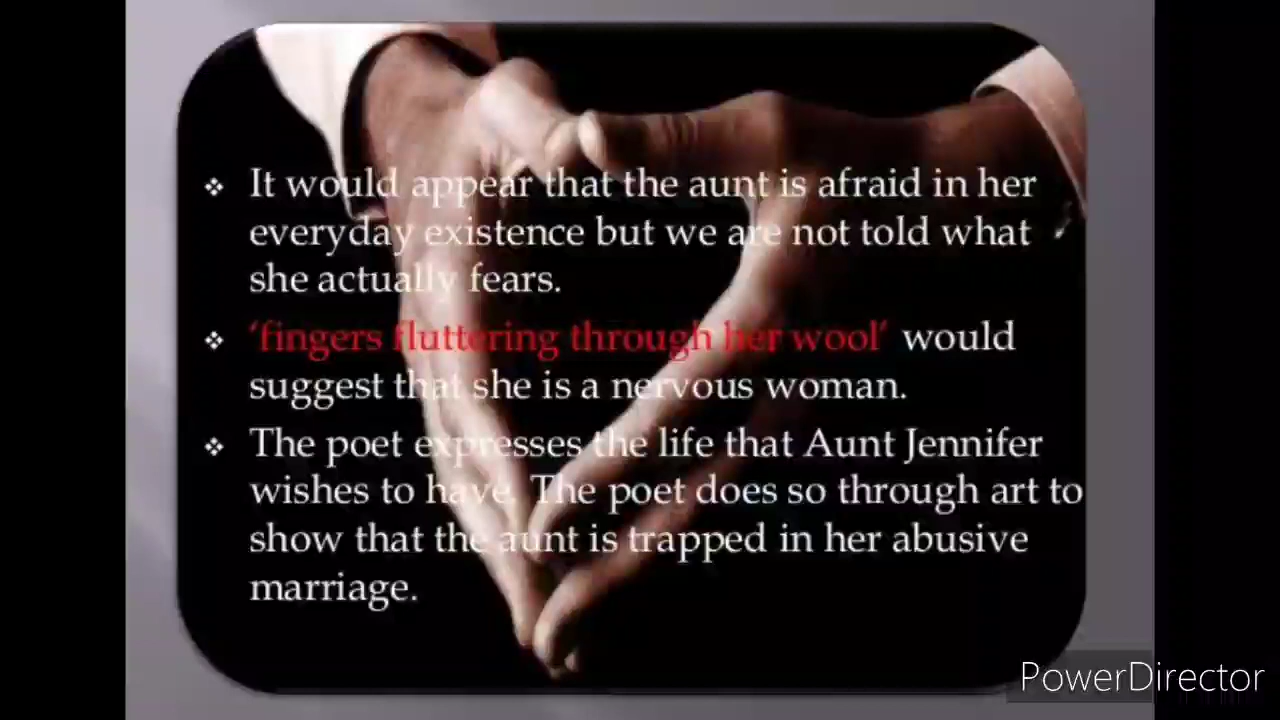 ❖ It would appear that the aunt is afraid in her
everyday existence but we are not told what
she actually fears.
❖ ‘fingers fluttering through her wool’ would
suggest that she is a nervous woman.
❖ The poet expresses the life that Aunt Jennifer
wishes to have. The poet does so through art to
show that the aunt is trapped in her abusive
marriage.
PowerDirector